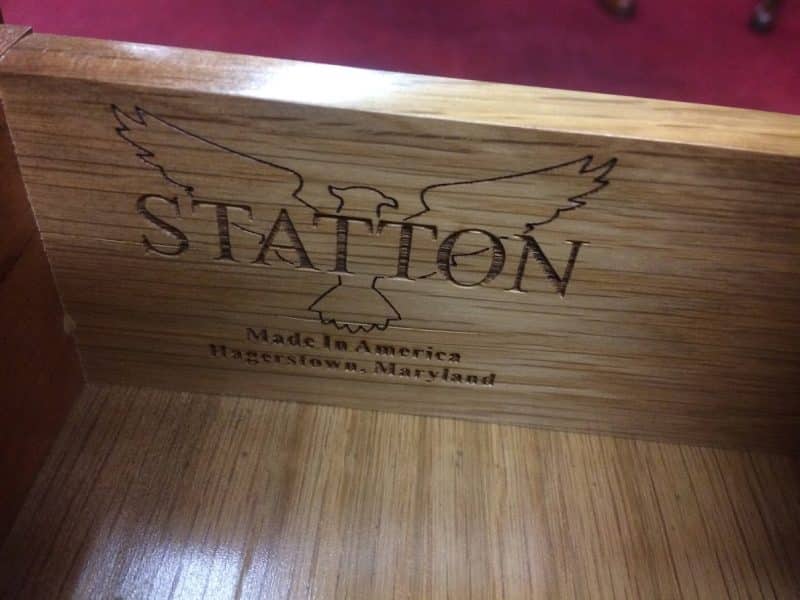 STATTON
Made In America
Hagerstown, Maryland